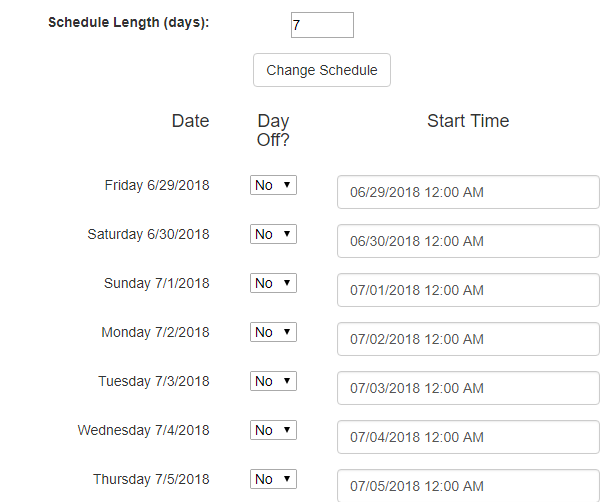 Schedule Length (days): 7
Change Schedule
Date Day Off? Start Time
Friday 6/29/2018 No 06/29/2018 12:00 AM
Saturday 6/30/2018 No 06/30/2018 12:00 AM
Sunday 7/1/2018 No 07/01/2018 12:00 AM
Monday 7/2/2018 No 07/02/2018 12:00 AM
Tuesday 7/3/2018 No 07/03/2018 12:00 AM
Wednesday 7/4/2018 No 07/04/2018 12:00 AM
Thursday 7/5/2018 No 07/05/2018 12:00 AM